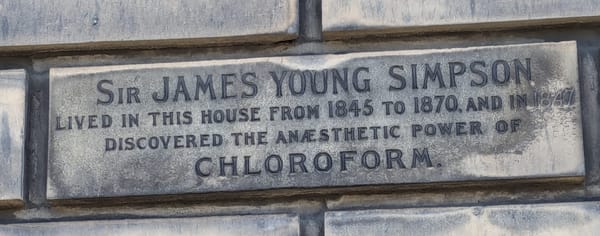 SIR JAMES YOUNG SIMPSON
LIVED IN THIS HOUSE FROM 1845 TO 1870, AND IN 1847
DISCOVERED THE ANÆSTHETIC POWER OF
CHLOROFORM.